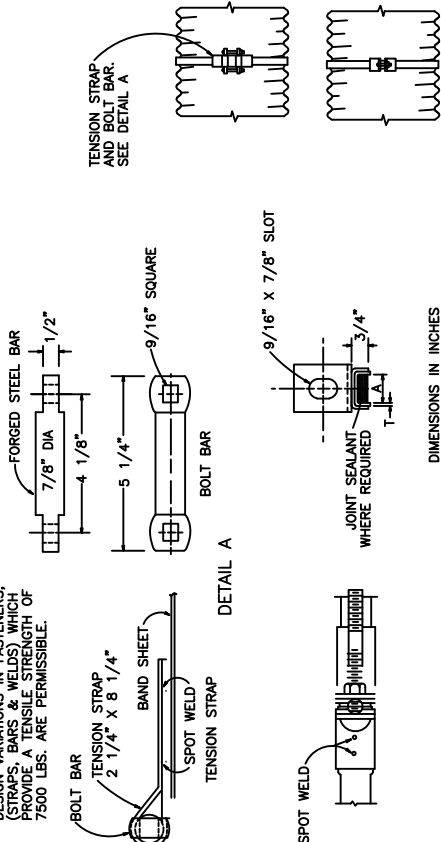 DESIGN VARIATIONS IN FASTENERS,
(STRAPS, BARS & WELDS) WHICH
PROVIDE A TENSILE STRENGTH OF
7500 LBS. ARE PERMISSIBLE.
BOLT BAR
TENSION STRAP
2 1/4" X 8 1/4"
BAND SHEET
SPOT WELD
TENSION STRAP
FORGED STEEL BAR
7/8" DIA
1/2"
4 1/8"
5 1/4"
9/16" SQUARE
BOLT BAR
DETAIL A
TENSION STRAP
AND BOLT BAR.
SEE DETAIL A
SPOT WELD
9/16" X 7/8" SLOT
3/4"
A
T
JOINT SEALANT
WHERE REQUIRED
DIMENSIONS IN INCHES